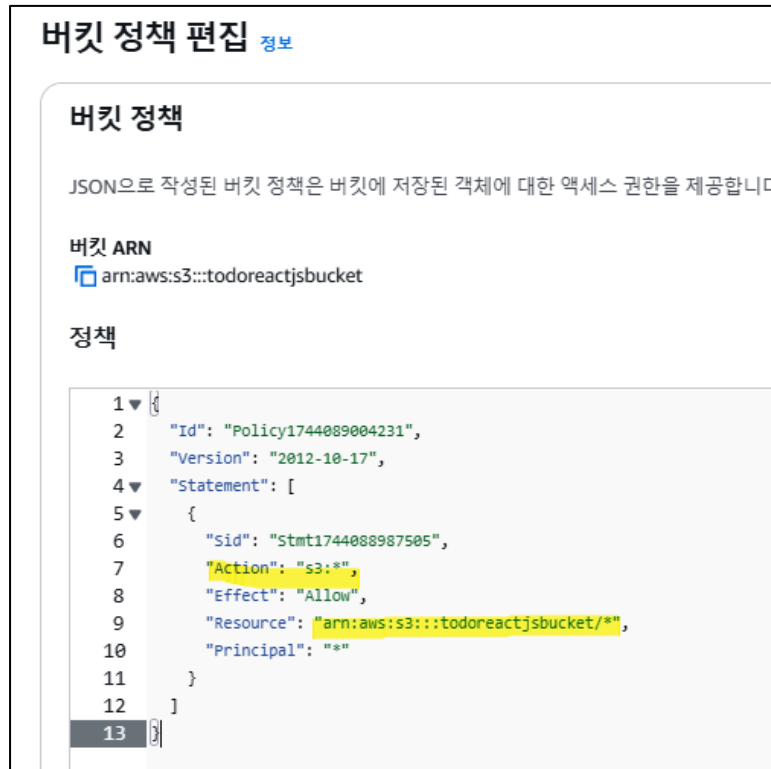 버킷 정책 편집 정보
버킷 정책
JSON으로 작성된 버킷 정책은 버킷에 저장된 객체에 대한 액세스 권한을 제공합니다
버킷 ARN
arn:aws:s3:::todoreactjsbucket
정책
1 {
2 "Id": "Policy1744089004231",
3 "Version": "2012-10-17",
4 "Statement": [
5 {
6 "Sid": "Stmt1744088987505",
7 "Action": "s3:*",
8 "Effect": "Allow",
9 "Resource": "arn:aws:s3:::todoreactjsbucket/*",
10 "Principal": "*"
11 }
12 ]
13 }